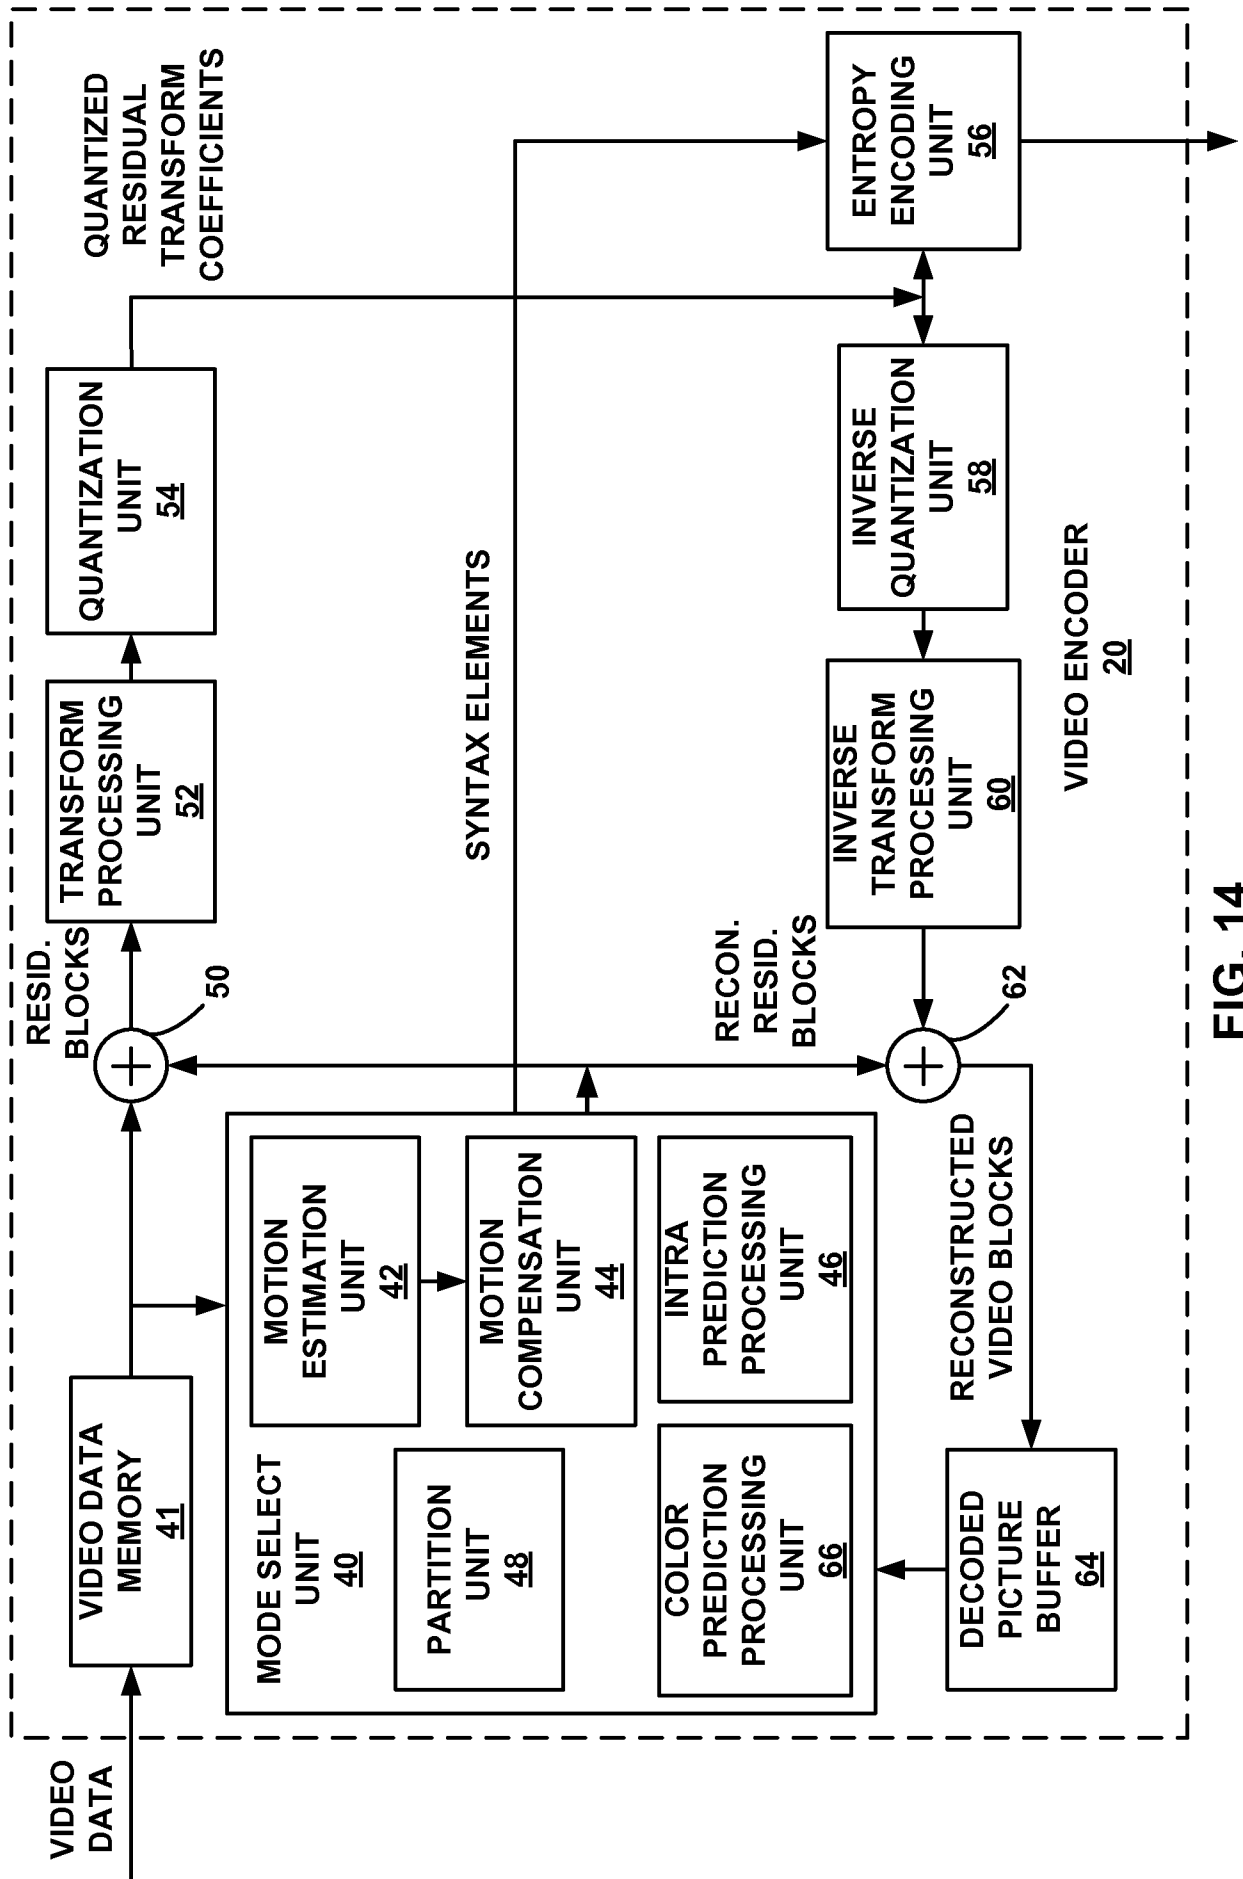 VIDEO
DATA
VIDEO DATA
MEMORY
41
RESID.
BLOCKS
50
TRANSFORM
PROCESSING
UNIT
52
QUANTIZATION
UNIT
54
QUANTIZED
RESIDUAL
TRANSFORM
COEFFICIENTS
MODE SELECT
UNIT
40
MOTION
ESTIMATION
UNIT
42
PARTITION
UNIT
48
MOTION
COMPENSATION
UNIT
44
SYNTAX ELEMENTS
COLOR
PREDICTION
PROCESSING
UNIT
66
INTRA
PREDICTION
PROCESSING
UNIT
46
RECON.
RESID.
BLOCKS
62
INVERSE
TRANSFORM
PROCESSING
UNIT
60
INVERSE
QUANTIZATION
UNIT
58
ENTROPY
ENCODING
UNIT
56
DECODED
PICTURE
BUFFER
64
RECONSTRUCTED
VIDEO BLOCKS
VIDEO ENCODER
20
FIG. 14